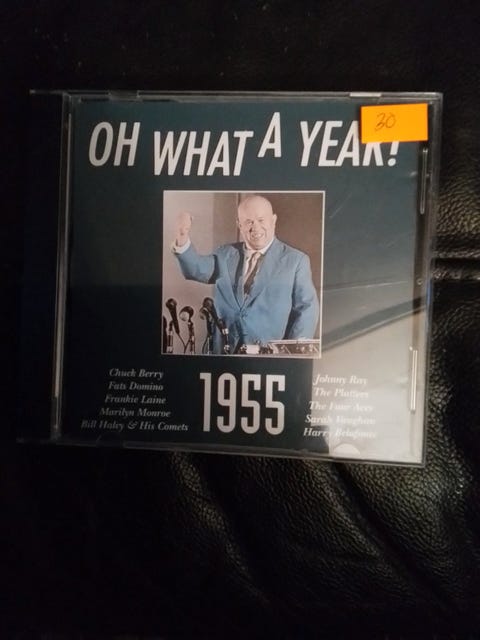 OH WHAT A YEAR!
30
Chuck Berry
Fats Domino
Frankie Laine
Marilyn Monroe
Bill Haley & His Comets
1955
Johnny Ray
The Platters
The Four Aces
Sarah Vaughan
Harry Belafonte